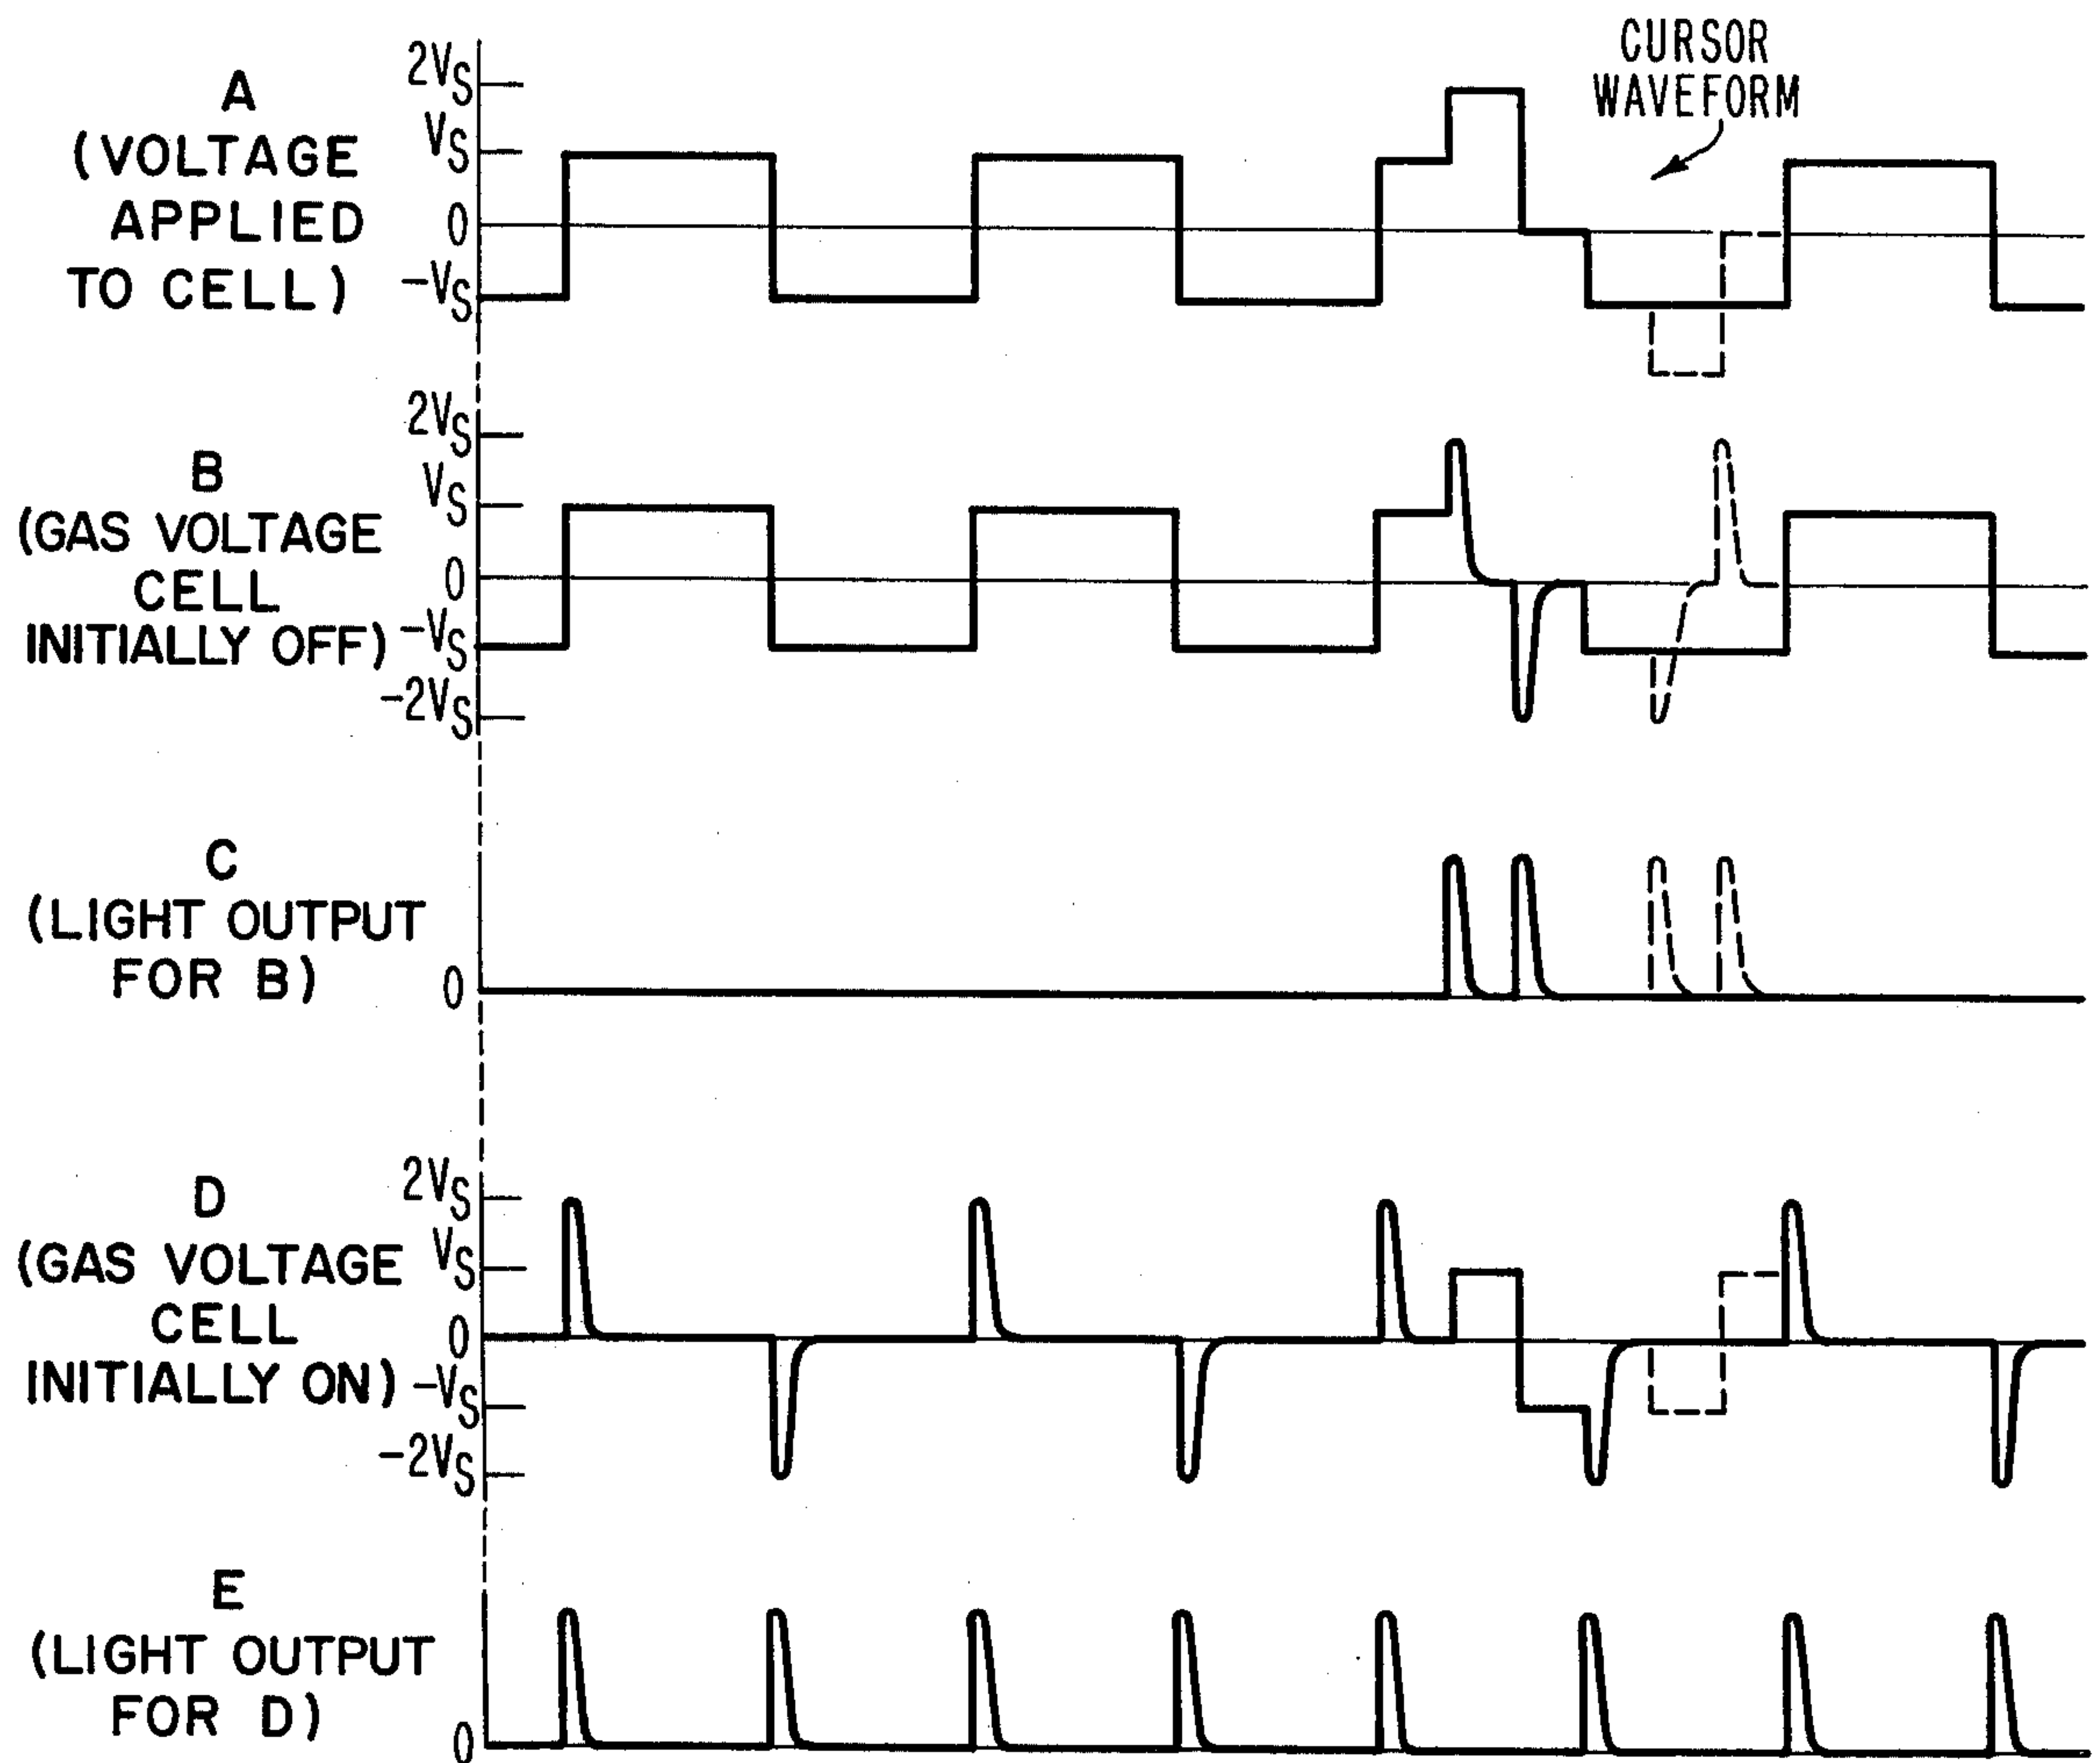 CURSOR
WAVEFORM
A
(VOLTAGE
APPLIED
TO CELL)
2VS
VS
0
-VS
B
(GAS VOLTAGE
CELL
INITIALLY OFF)
2VS
VS
0
-VS
-2VS
C
(LIGHT OUTPUT
FOR B)
0
D
(GAS VOLTAGE
CELL
INITIALLY ON)
2VS
VS
0
-VS
-2VS
E
(LIGHT OUTPUT
FOR D)
0